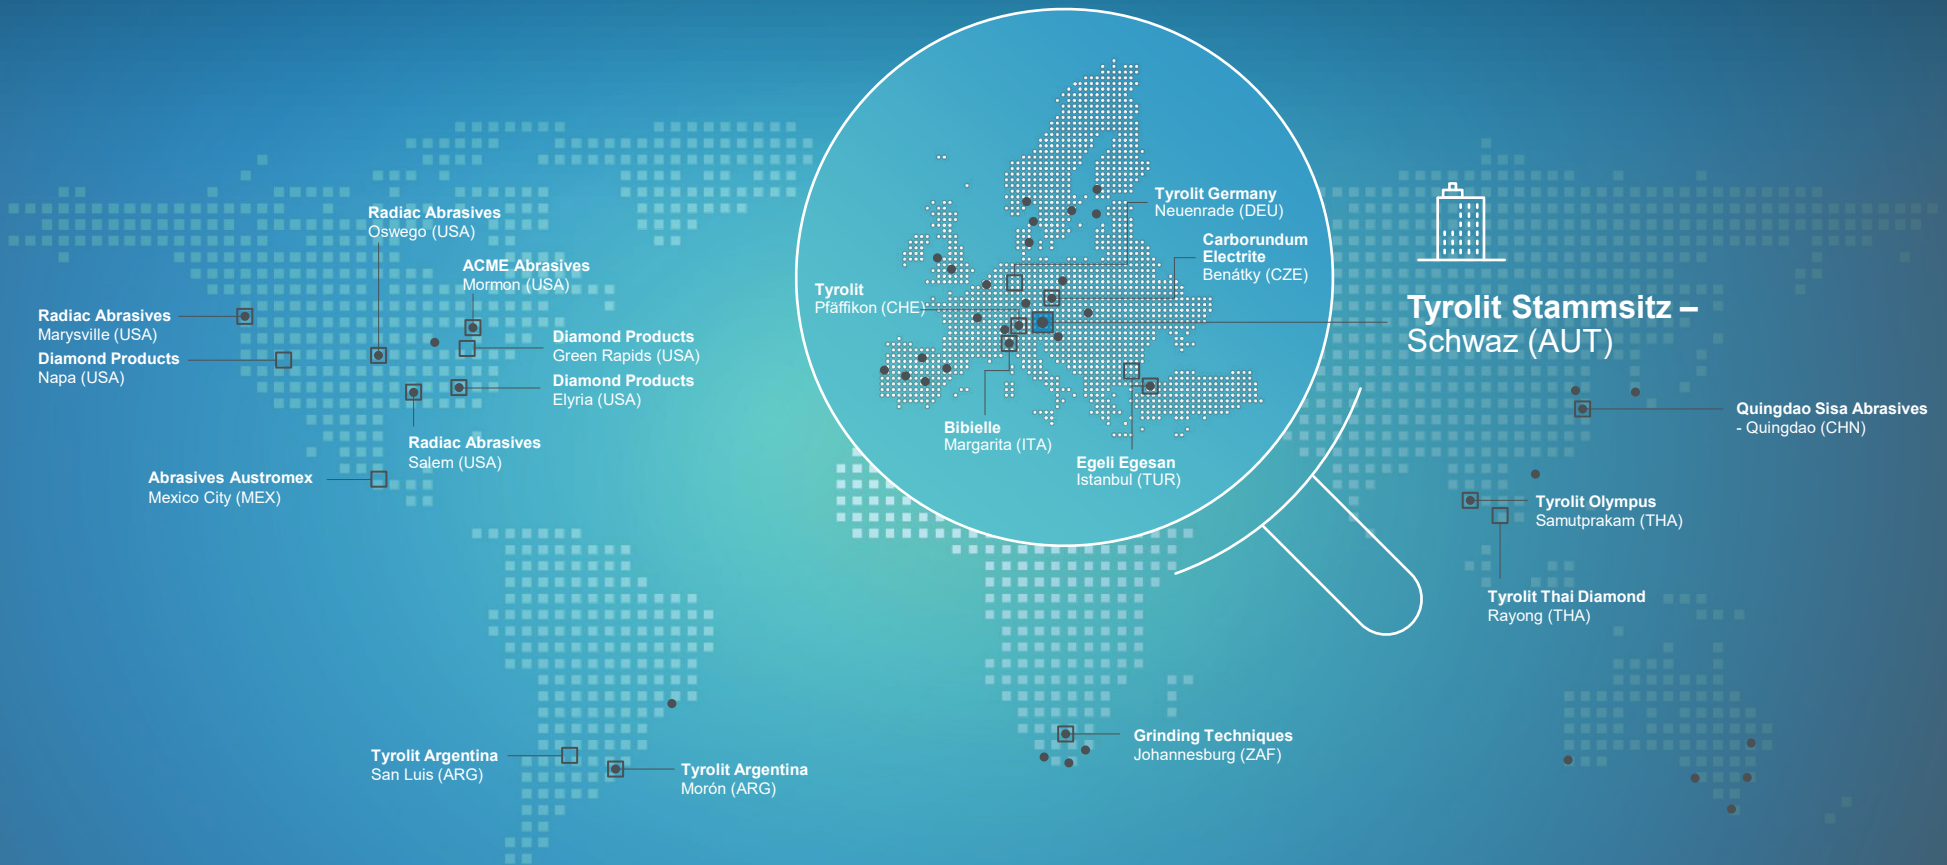 Radiac Abrasives
Oswego (USA)
ACME Abrasives
Mormon (USA)
Radiac Abrasives
Marysville (USA)
Diamond Products
Napa (USA)
Diamond Products
Green Rapids (USA)
Diamond Products
Elyria (USA)
Radiac Abrasives
Salem (USA)
Abrasives Austromex
Mexico City (MEX)
Tyrolit Argentina
San Luis (ARG)
Tyrolit Argentina
Morón (ARG)
Tyrolit Germany
Neuenrade (DEU)
Carborundum
Electrite
Benátky (CZE)
Tyrolit
Pfäffikon (CHE)
Bibielle
Margarita (ITA)
Egeli Egesan
Istanbul (TUR)
Tyrolit Stammsitz –
Schwaz (AUT)
Quingdao Sisa Abrasives
- Quingdao (CHN)
Tyrolit Olympus
Samutprakam (THA)
Tyrolit Thai Diamond
Rayong (THA)
Grinding Techniques
Johannesburg (ZAF)